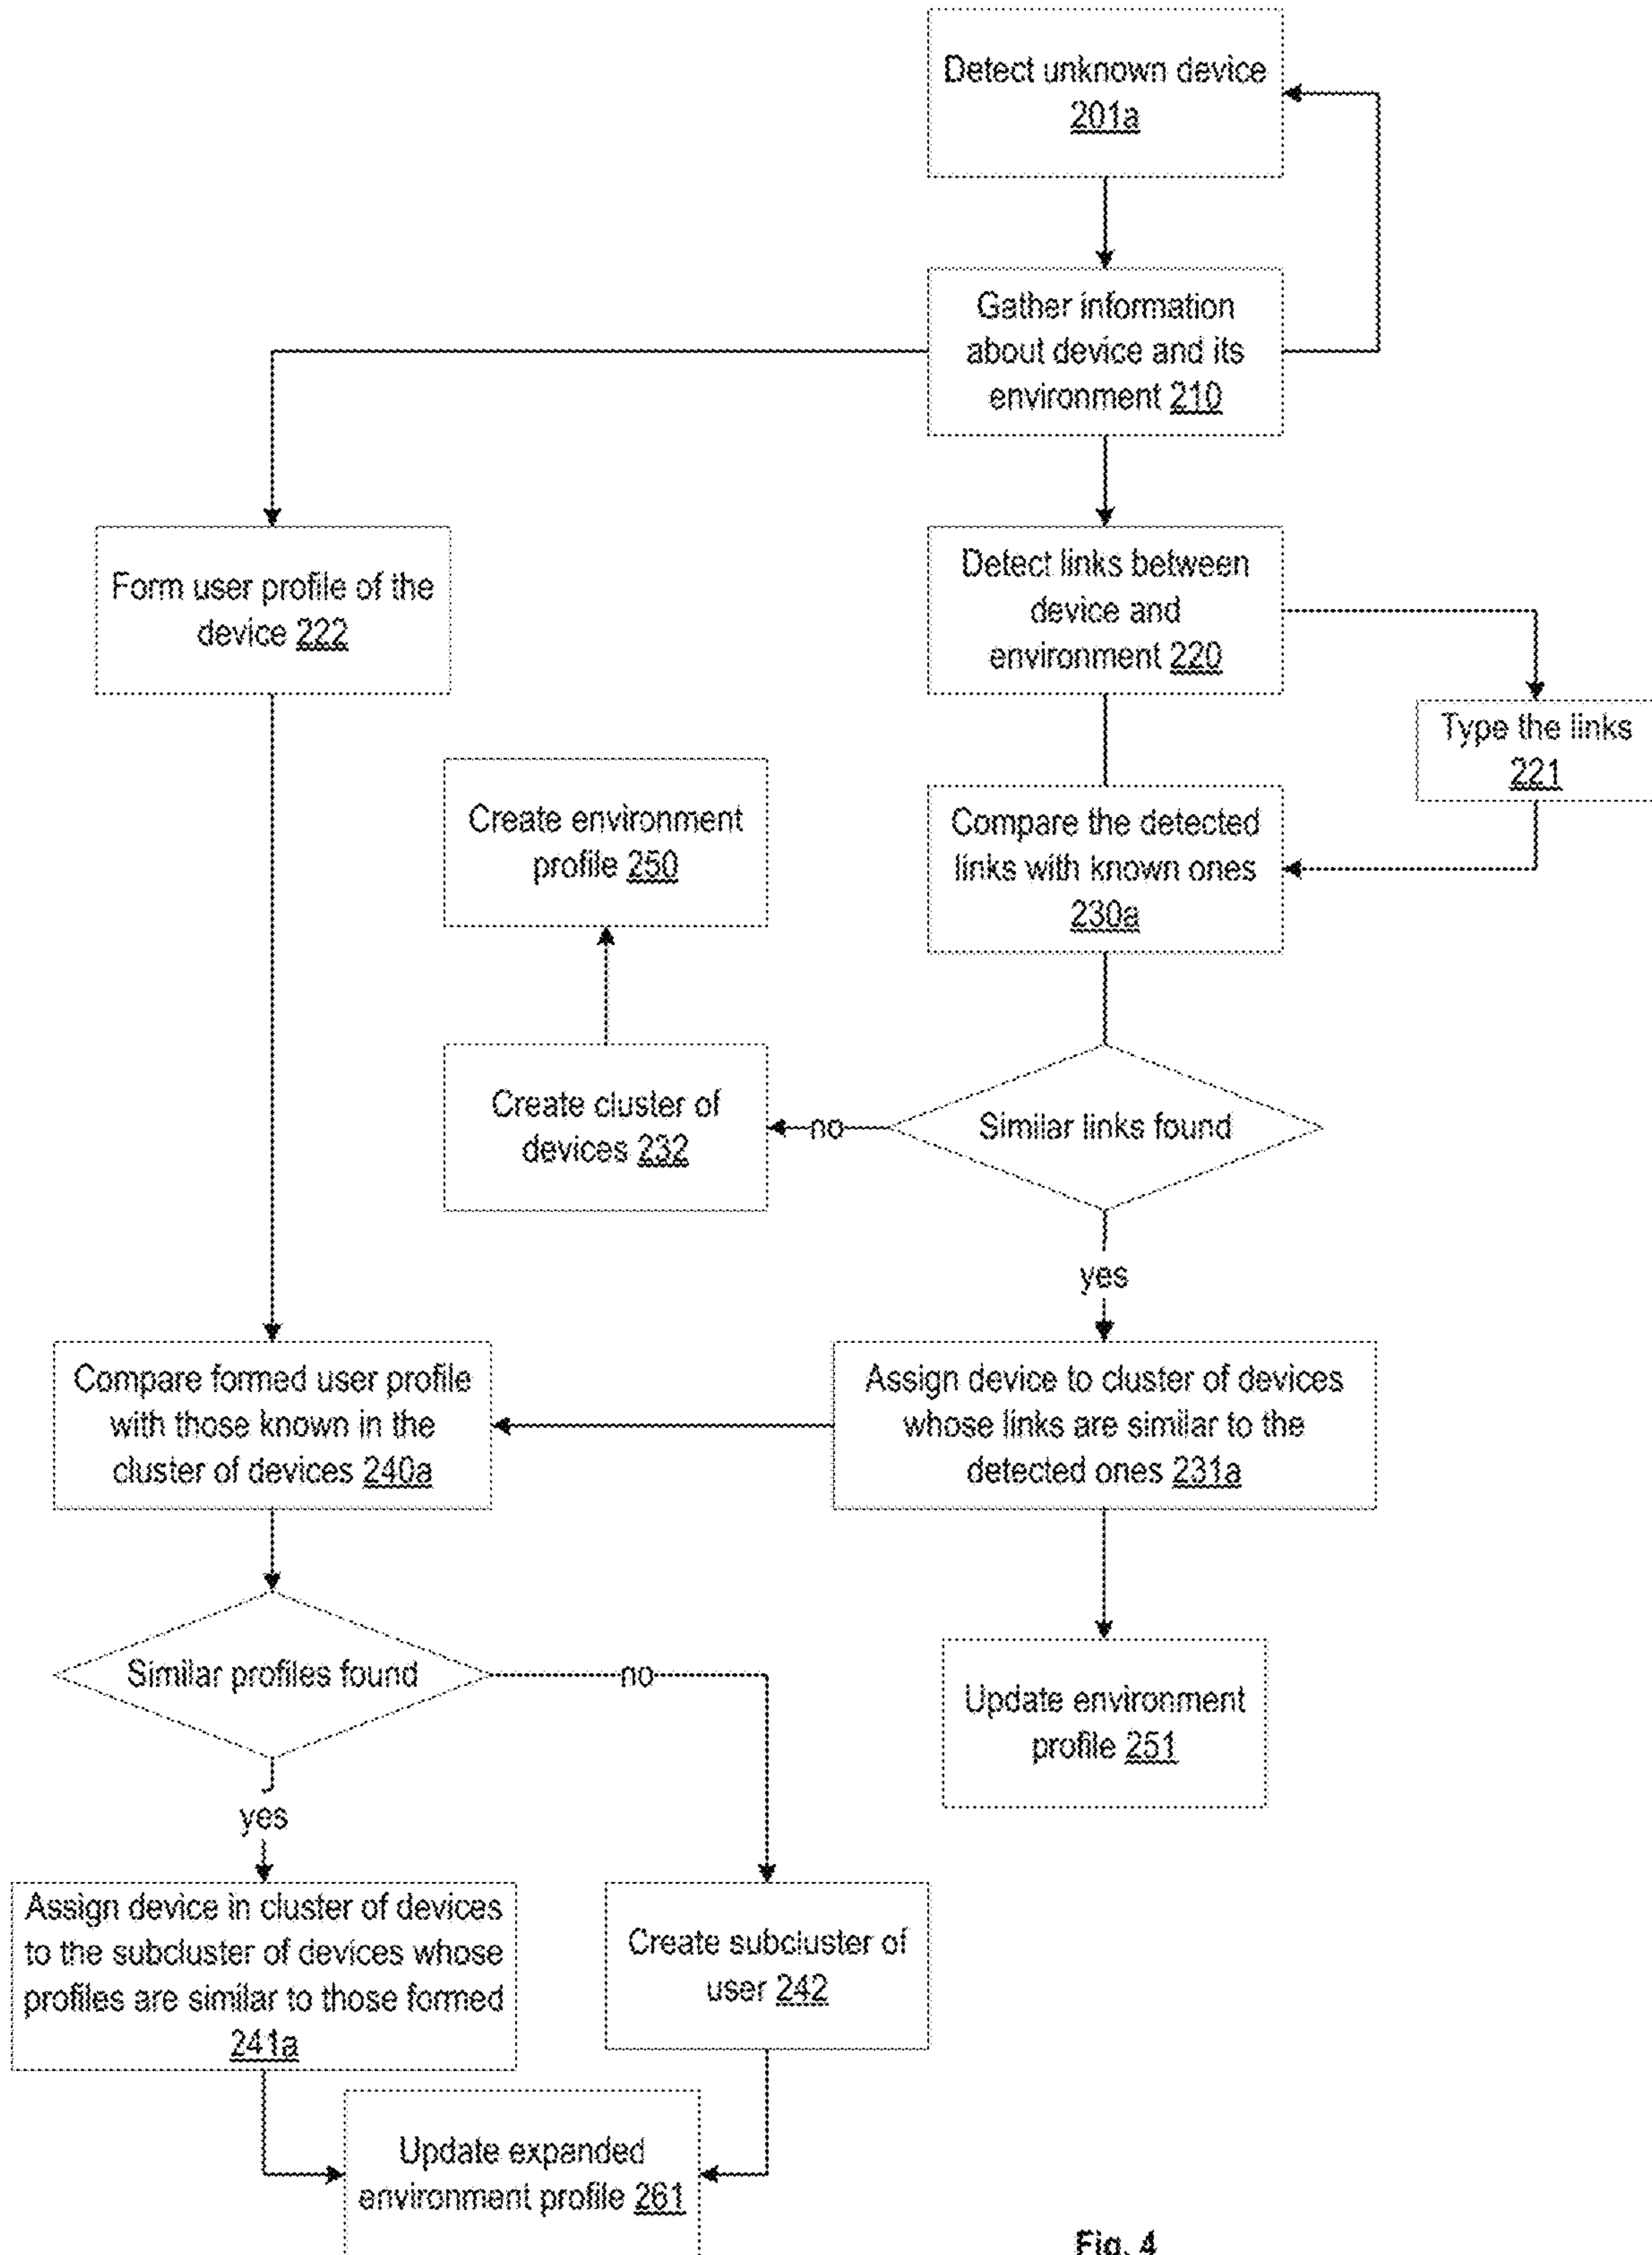 Detect unknown device
201a
Gather information
about device and its
environment 210
Form user profile of the
device 222
Detect links between
device and
environment 220
Type the links
221
Create environment
profile 250
Compare the detected
links with known ones
230a
Create cluster of
devices 232
no
Similar links found
yes
Compare formed user profile
with those known in the
cluster of devices 240a
Assign device to cluster of devices
whose links are similar to the
detected ones 231a
Similar profiles found
no
Update environment
profile 251
yes
Assign device in cluster of devices
to the subcluster of devices whose
profiles are similar to those formed
241a
Create subcluster of
user 242
Update expanded
environment profile 261
Fig. 4